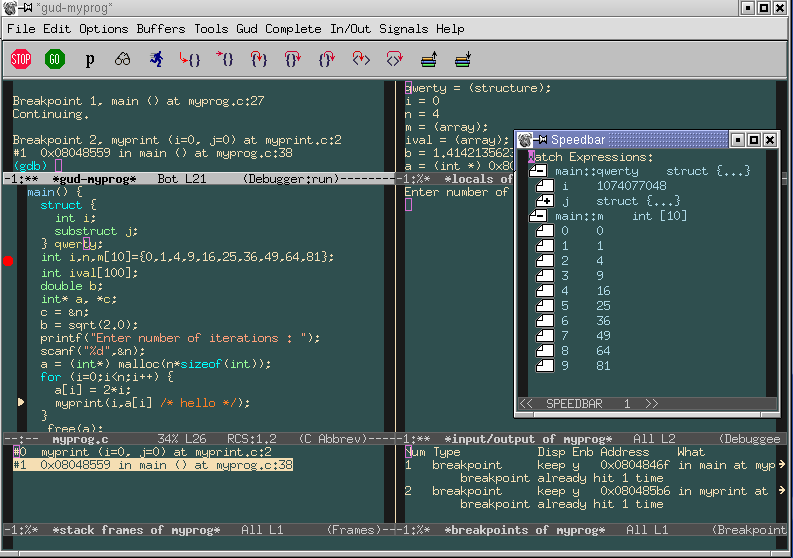 "gud-myprog"
File Edit Options Buffers Tools Gud Complete In/Out Signals Help
STOP GO p
Breakpoint 1, main () at myprog.c:27
Continuing.
Breakpoint 2, myprint (i=0, j=0) at myprint.c:2
#1  0x08048559 in main () at myprog.c:38
(gdb)
-1:**  *gud-myprog*   Bot L21   (Debugger:run)
qwerty = (structure);
i = 0
n = 4
m = (array);
ival = (array);
b = 1.4142135623
a = (int *) 0x80
-1:%*  *locals of
Enter number of
main() {
struct {
int i;
substruct j;
} qwerty;
int i,n,m[10]={0,1,4,9,16,25,36,49,64,81};
int ival[100];
double b;
int* a, *c;
c = &n;
b = sqrt(2.0);
printf("Enter number of iterations : ");
scanf("%d",&n);
a = (int*) malloc(n*sizeof(int));
for (i=0;i<n;i++) {
a[i] = 2*i;
myprint(i,a[i] /* hello */);
}
free(a);
--:--  myprog.c   34% L26   RCS:1.2   (C Abbrev)
Speedbar
Watch Expressions:
main::qwerty   struct {...}
i   1074077048
j   struct {...}
main::m   int [10]
0   0
1   1
2   4
3   9
4   16
5   25
6   36
7   49
8   64
9   81
<<  SPEEDBAR   1  >>
-1:**  *input/output of myprog*   All L2   (Debuggee
#0  myprint (i=0, j=0) at myprint.c:2
#1  0x08048559 in main () at myprog.c:38
-1:%*  *stack frames of myprog*   All L1   (Frames)
Num Type   Disp Enb Address   What
1   breakpoint   keep y   0x0804846f in main at myp
breakpoint already hit 1 time
2   breakpoint   keep y   0x080485b6 in myprint at
breakpoint already hit 1 time
-1:%*  *breakpoints of myprog*   All L1   (Breakpoint